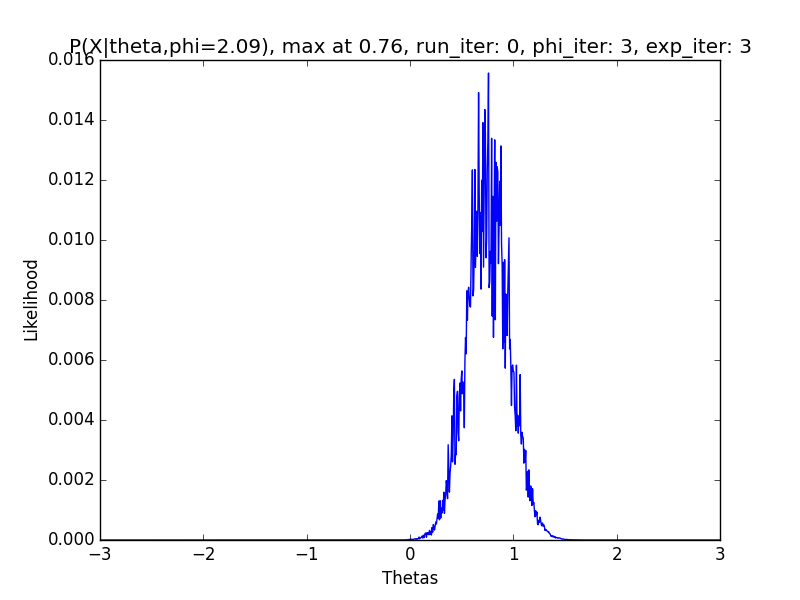 P(X|theta,phi=2.09), max at 0.76, run_iter: 0, phi_iter: 3, exp_iter: 3
0.016
0.014
0.012
0.010
0.008
0.006
0.004
0.002
0.000
Likelihood
−3 −2 −1 0 1 2 3
Thetas